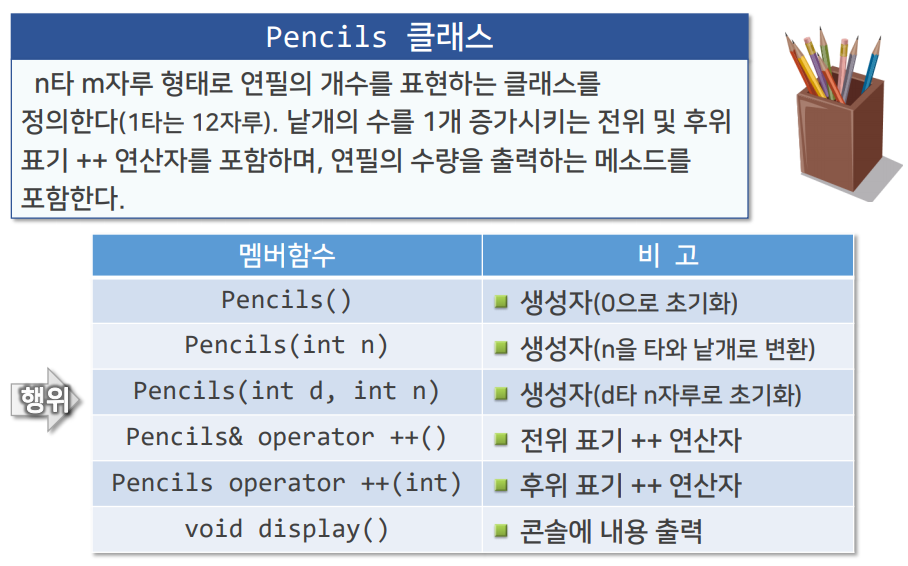 Pencils 클래스
n타 m자루 형태로 연필의 개수를 표현하는 클래스를
정의한다(1타는 12자루). 낱개의 수를 1개 증가시키는 전위 및 후위
표기 ++ 연산자를 포함하며, 연필의 수량을 출력하는 메소드를
포함한다.
멤버함수 비 고
Pencils() 생성자(0으로 초기화)
Pencils(int n) 생성자(n을 타와 낱개로 변환)
행위
Pencils(int d, int n) 생성자(d타 n자루로 초기화)
Pencils& operator ++() 전위 표기 ++ 연산자
Pencils operator ++(int) 후위 표기 ++ 연산자
void display() 콘솔에 내용 출력